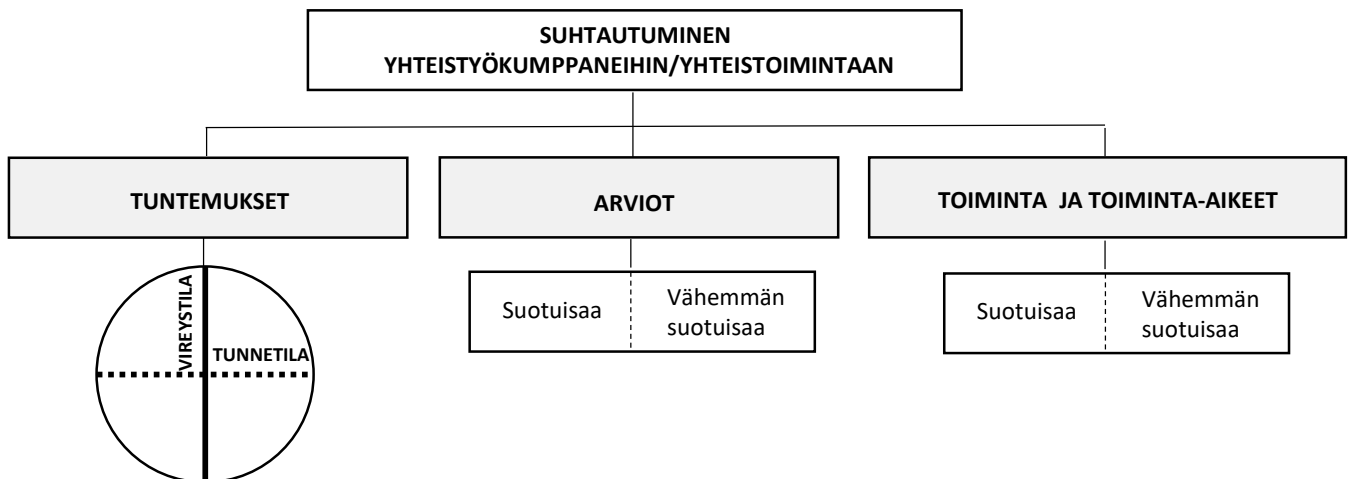 SUHTAUTUMINEN
YHTEISTYÖKUMPPANEIHIN/YHTEISTOIMINTAAN
TUNTEMUKSET
ARVIOT
TOIMINTA JA TOIMINTA-AIKEET
VIREYSTILA
TUNNETILA
Suotuisaa
Vähemmän
suotuisaa
Suotuisaa
Vähemmän
suotuisaa